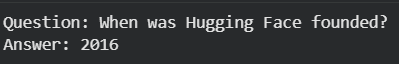 Question: When was Hugging Face founded?
Answer: 2016